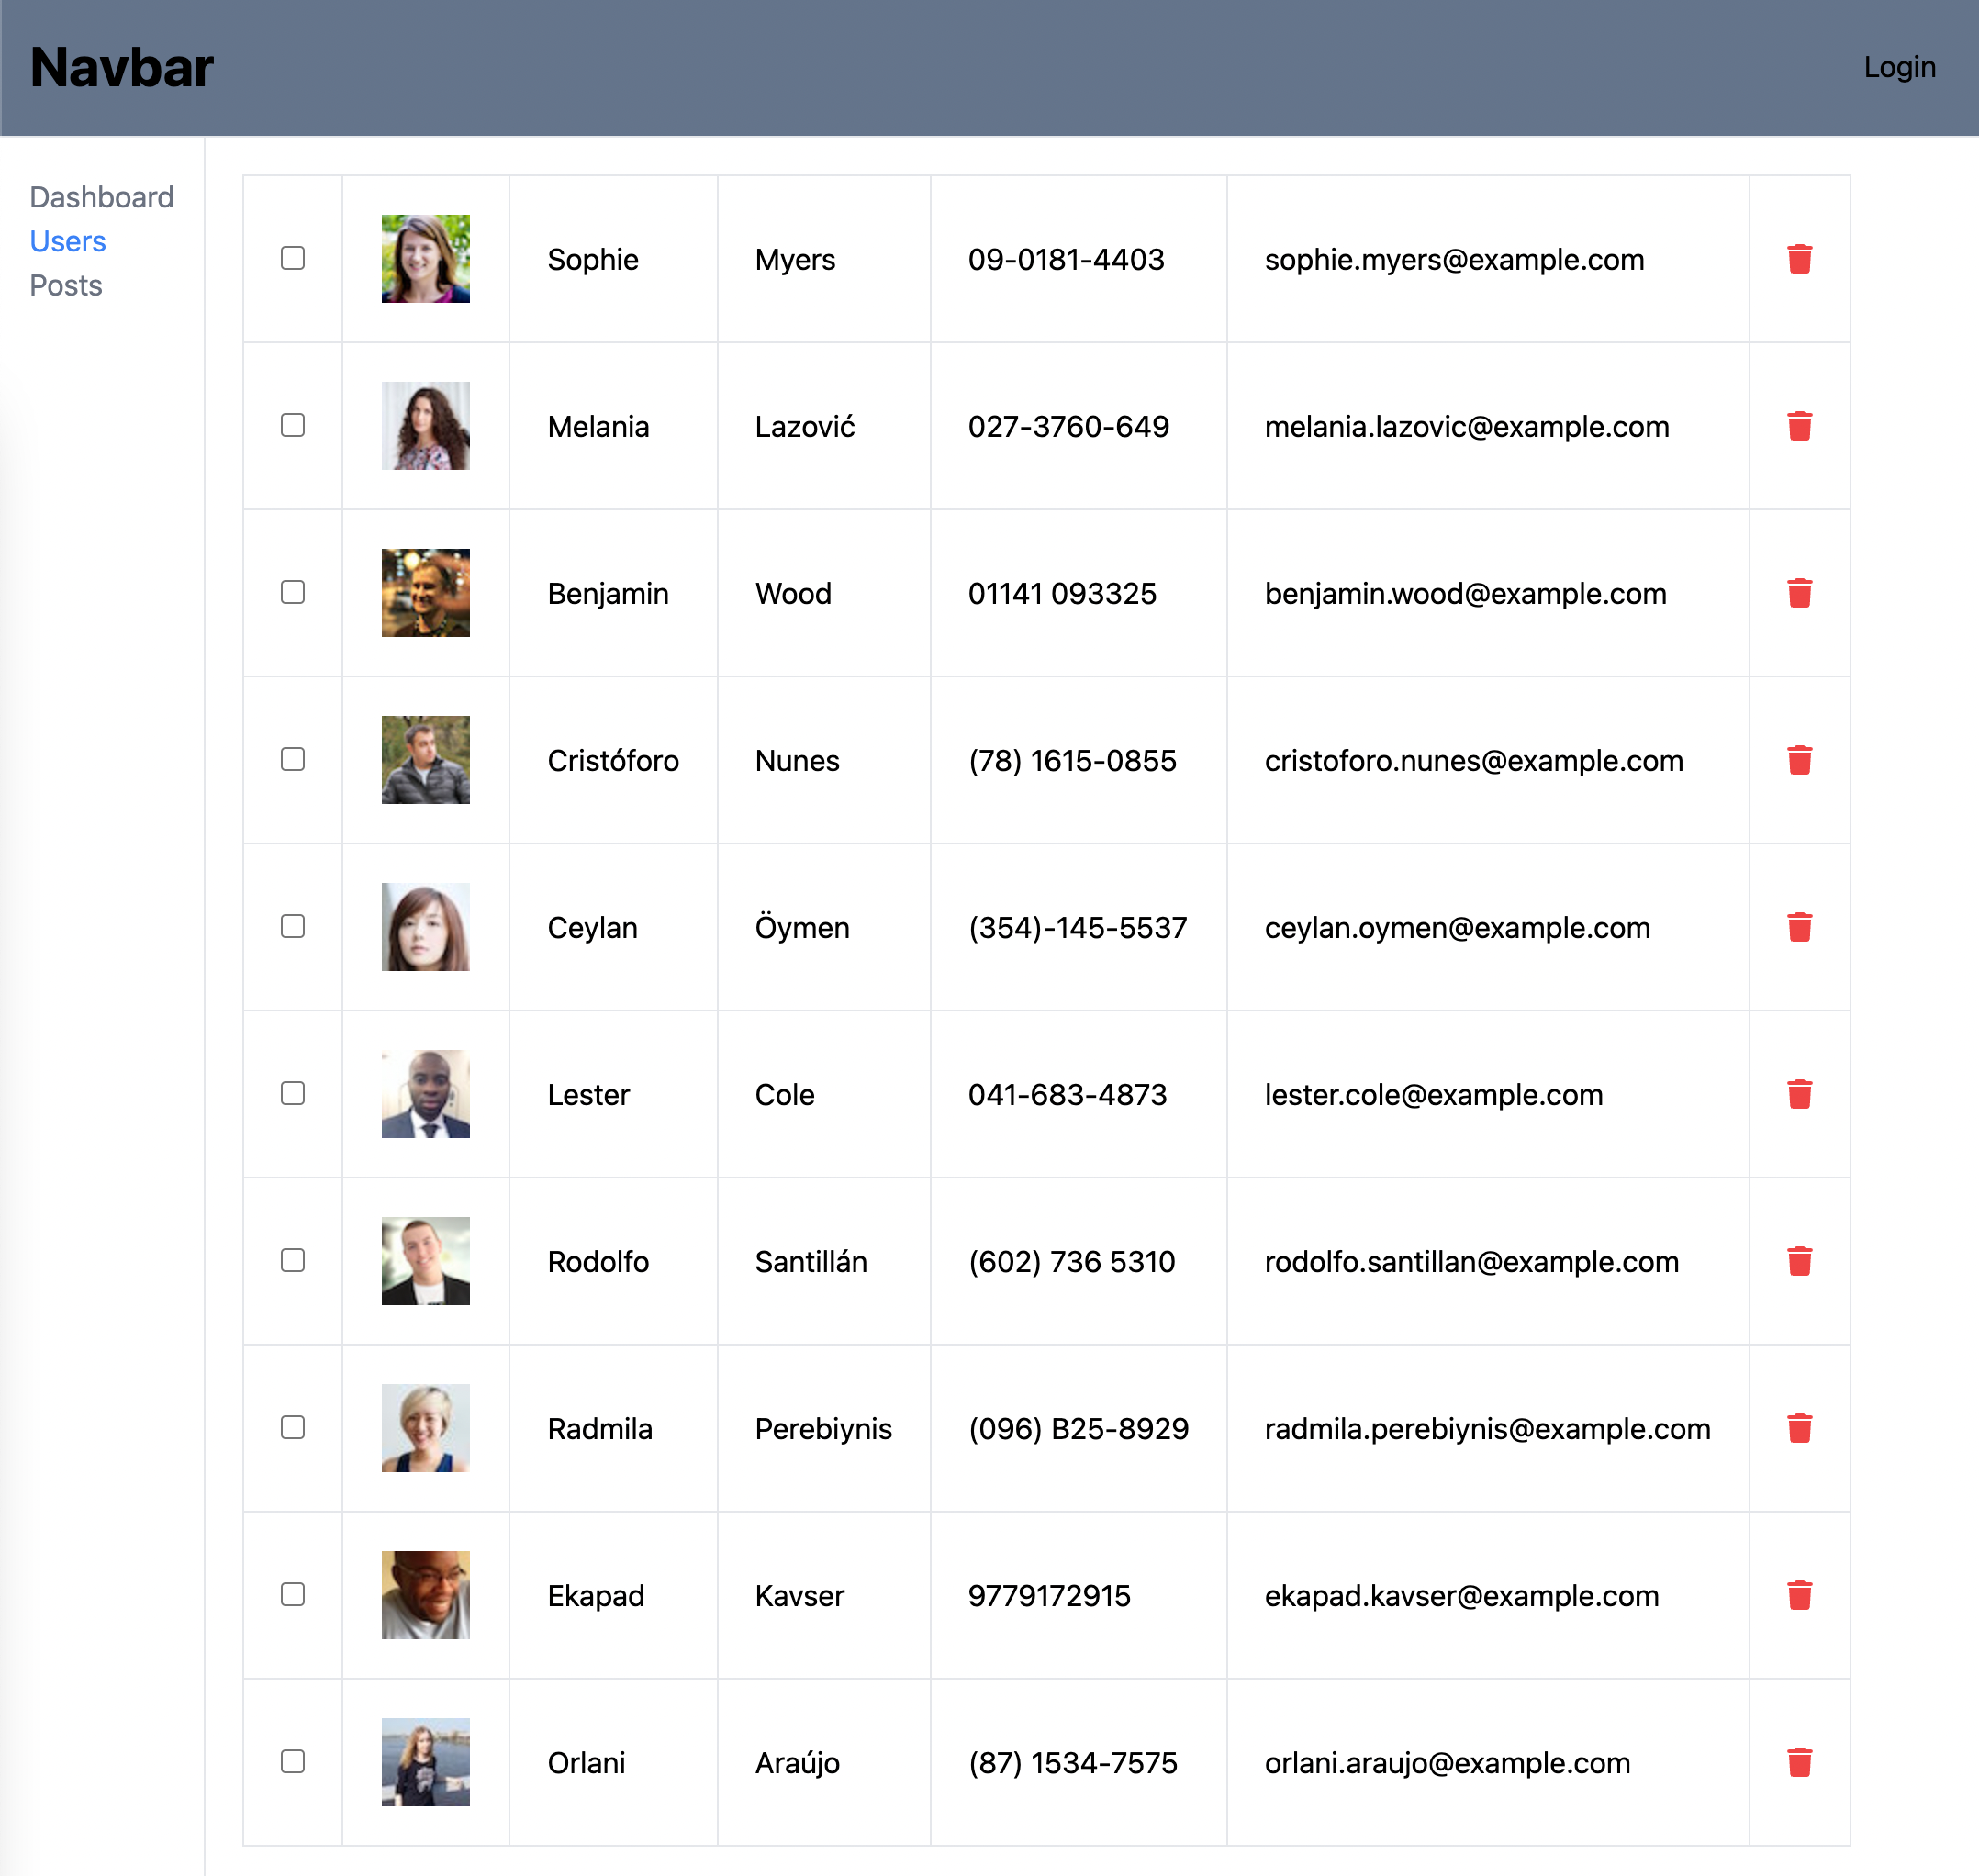 Navbar Login
Dashboard
Users
Posts
Sophie Myers 09-0181-4403 sophie.myers@example.com
Melania Lazović 027-3760-649 melania.lazovic@example.com
Benjamin Wood 01141 093325 benjamin.wood@example.com
Cristóforo Nunes (78) 1615-0855 cristoforo.nunes@example.com
Ceylan Öymen (354)-145-5537 ceylan.oymen@example.com
Lester Cole 041-683-4873 lester.cole@example.com
Rodolfo Santillán (602) 736 5310 rodolfo.santillan@example.com
Radmila Perebiynis (096) B25-8929 radmila.perebiynis@example.com
Ekapad Kavser 9779172915 ekapad.kavser@example.com
Orlani Araújo (87) 1534-7575 orlani.araujo@example.com